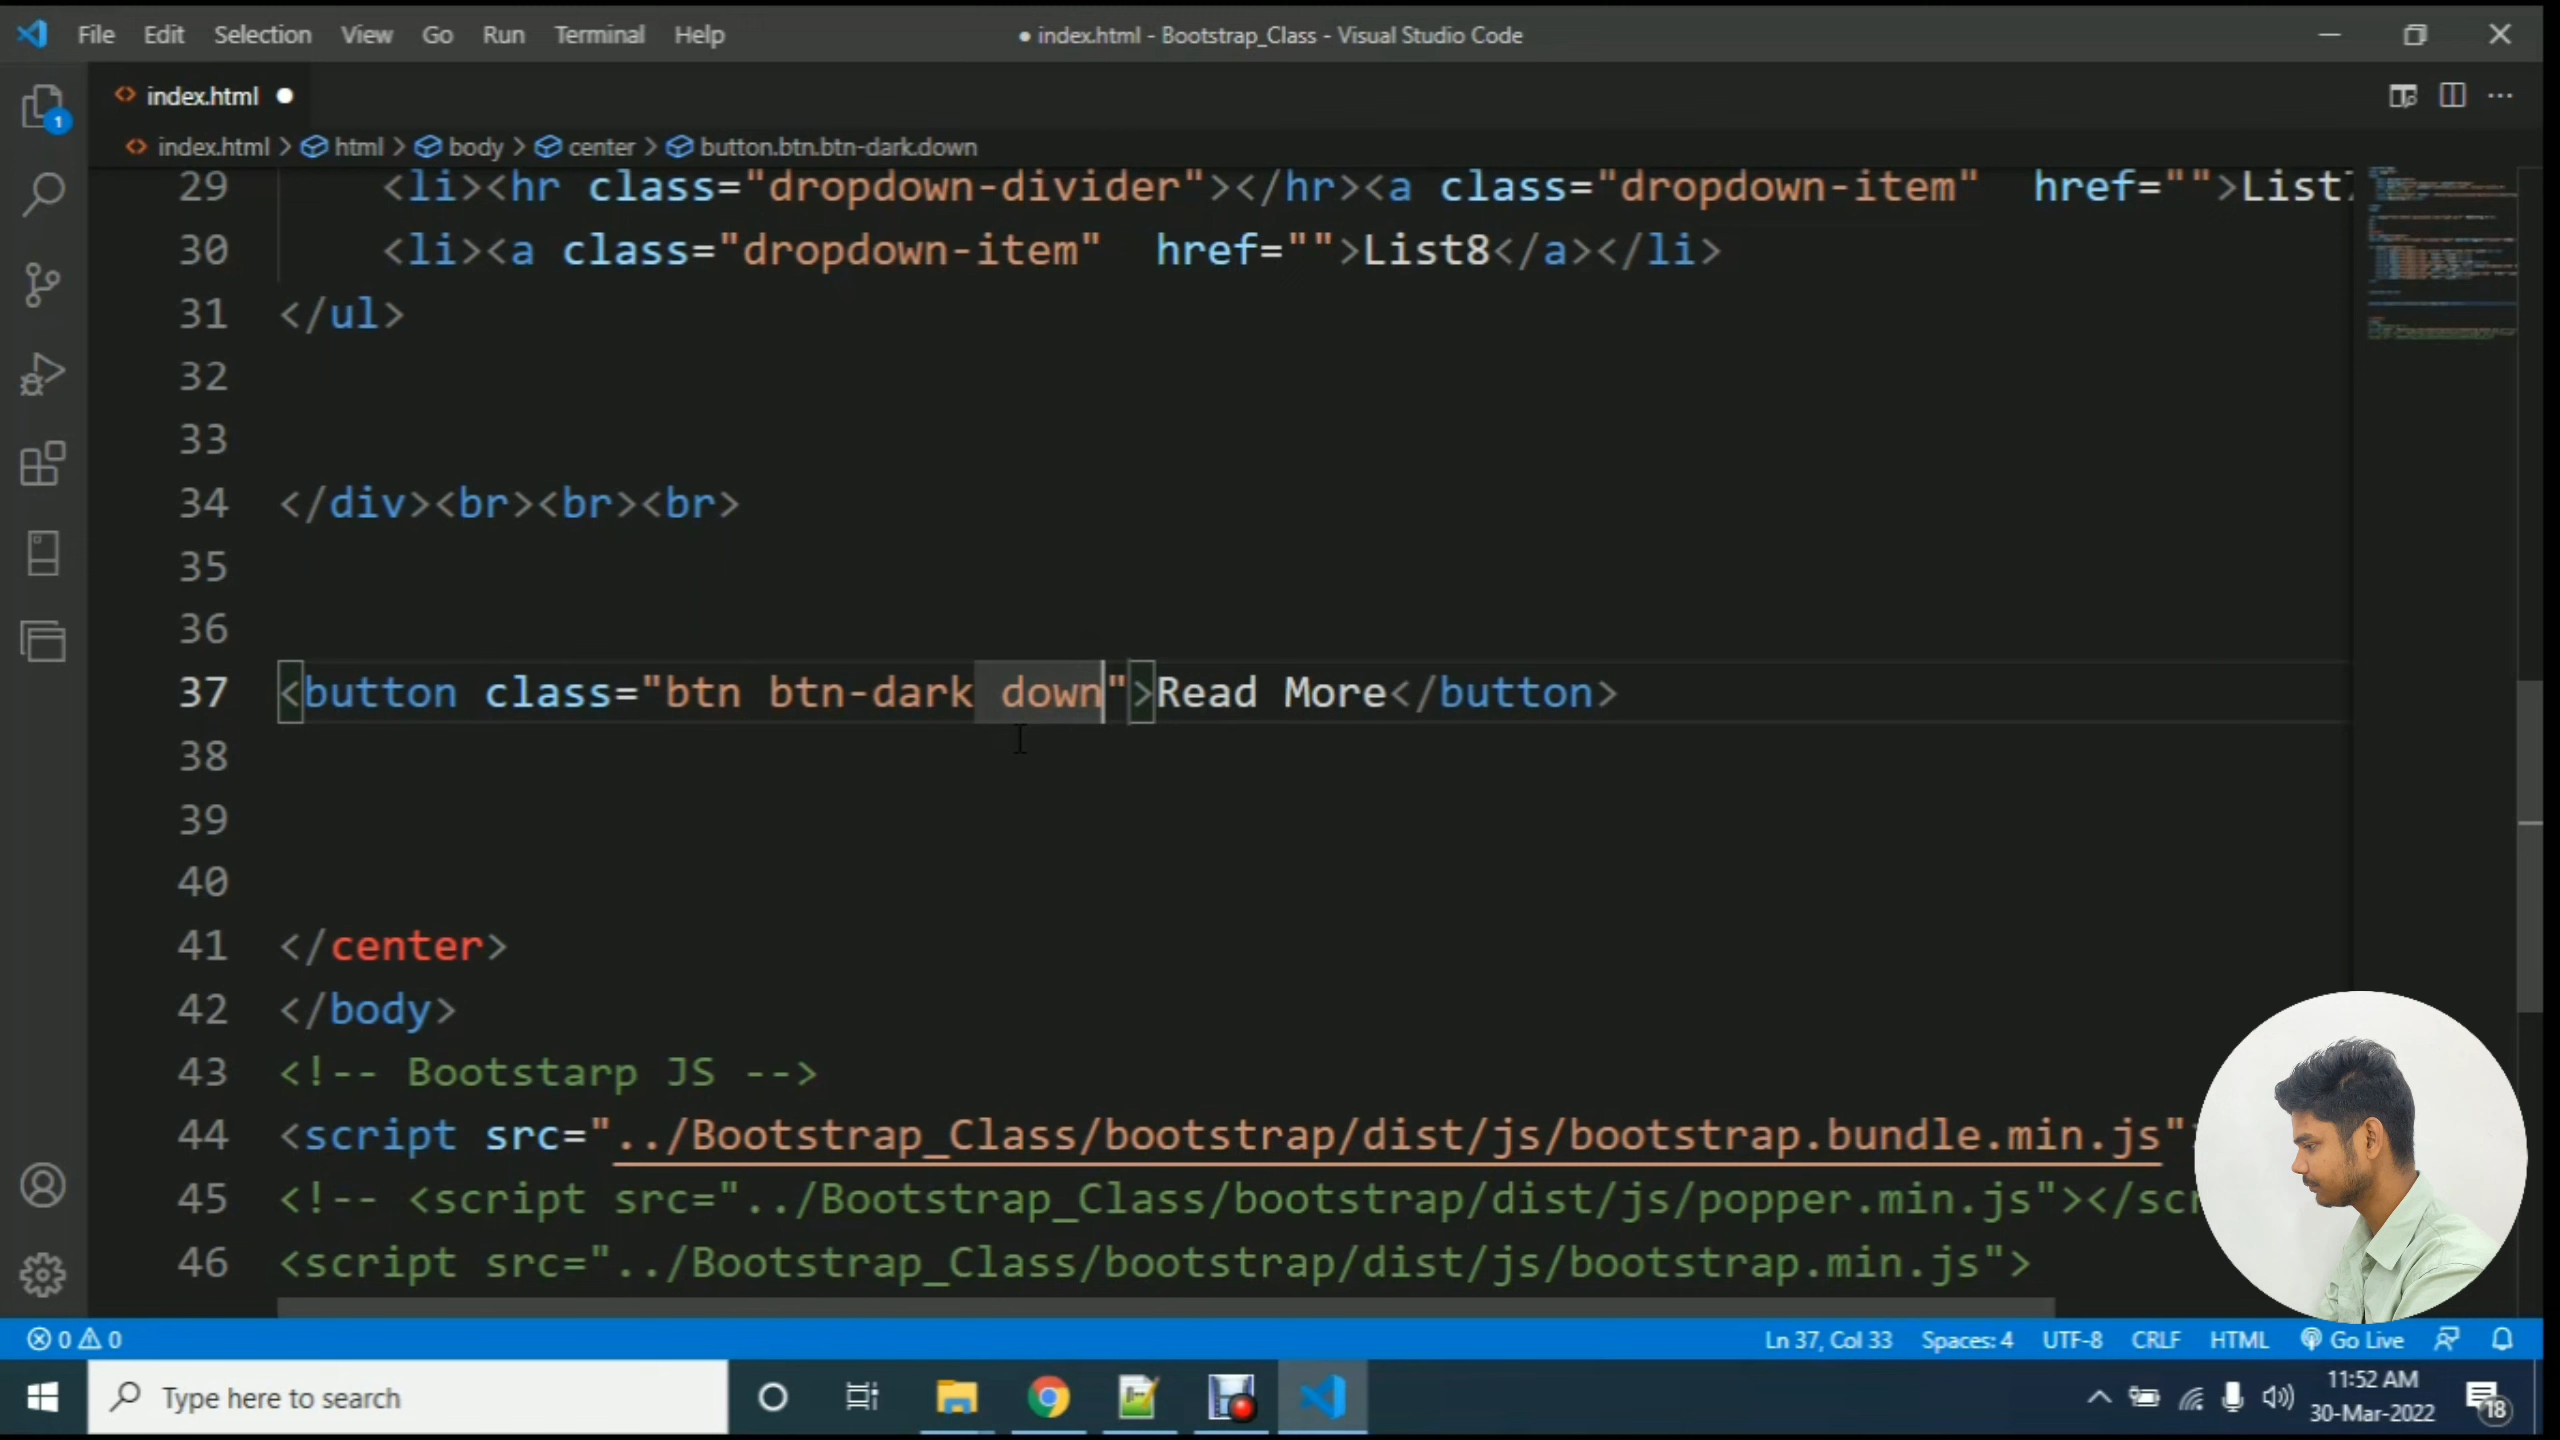 File Edit Selection View Go Run Terminal Help ● index.html - Bootstrap_Class - Visual Studio Code
index.html ●
1
index.html > html > body > center > button.btn.btn-dark.down
29 <li><hr class="dropdown-divider"></hr><a class="dropdown-item" href="">List7
30 <li><a class="dropdown-item" href="">List8</a></li>
31 </ul>
32
33
34 </div><br><br><br>
35
36
37 <button class="btn btn-dark down">Read More</button>
38
39
40
41 </center>
42 </body>
43 <!-- Bootstarp JS -->
44 <script src="../Bootstrap_Class/bootstrap/dist/js/bootstrap.bundle.min.js"
45 <!-- <script src="../Bootstrap_Class/bootstrap/dist/js/popper.min.js"></scr
46 <script src="../Bootstrap_Class/bootstrap/dist/js/bootstrap.min.js">
0 0 Ln 37, Col 33 Spaces: 4 UTF-8 CRLF HTML Go Live
Type here to search
11:52 AM
30-Mar-2022
18